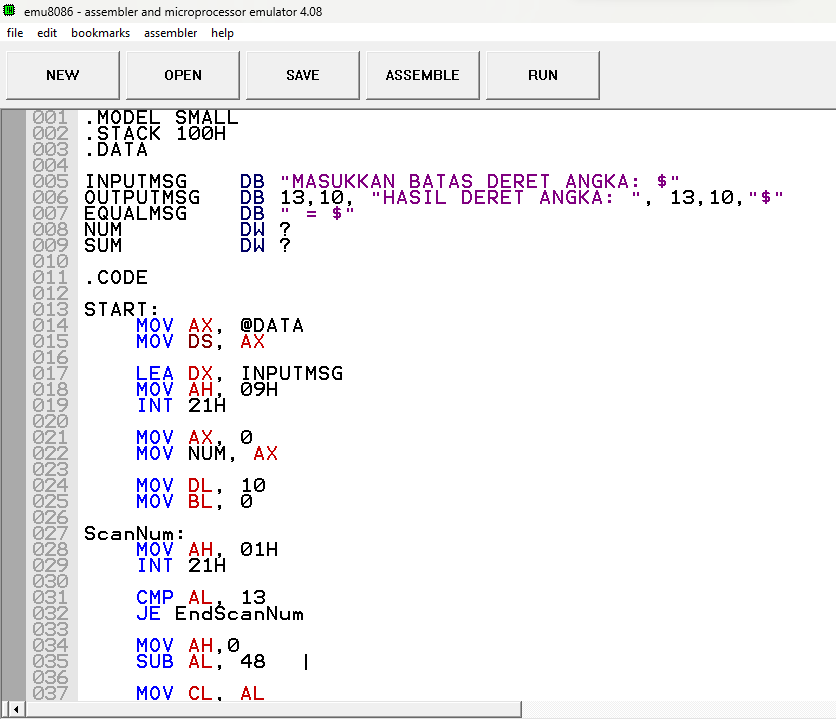 emu8086 - assembler and microprocessor emulator 4.08
file edit bookmarks assembler help
NEW OPEN SAVE ASSEMBLE RUN
001 .MODEL SMALL
002 .STACK 100H
003 .DATA
004
005 INPUTMSG    DB "MASUKKAN BATAS DERET ANGKA: $"
006 OUTPUTMSG   DB 13,10, "HASIL DERET ANGKA: ", 13,10,"$"
007 EQUALMSG    DB " = $"
008 NUM         DW ?
009 SUM         DW ?
010
011 .CODE
012
013 START:
014     MOV AX, @DATA
015     MOV DS, AX
016
017     LEA DX, INPUTMSG
018     MOV AH, 09H
019     INT 21H
020
021     MOV AX, 0
022     MOV NUM, AX
023
024     MOV DL, 10
025     MOV BL, 0
026
027 ScanNum:
028     MOV AH, 01H
029     INT 21H
030
031     CMP AL, 13
032     JE EndScanNum
033
034     MOV AH,0
035     SUB AL, 48
036
037     MOV CL, AL